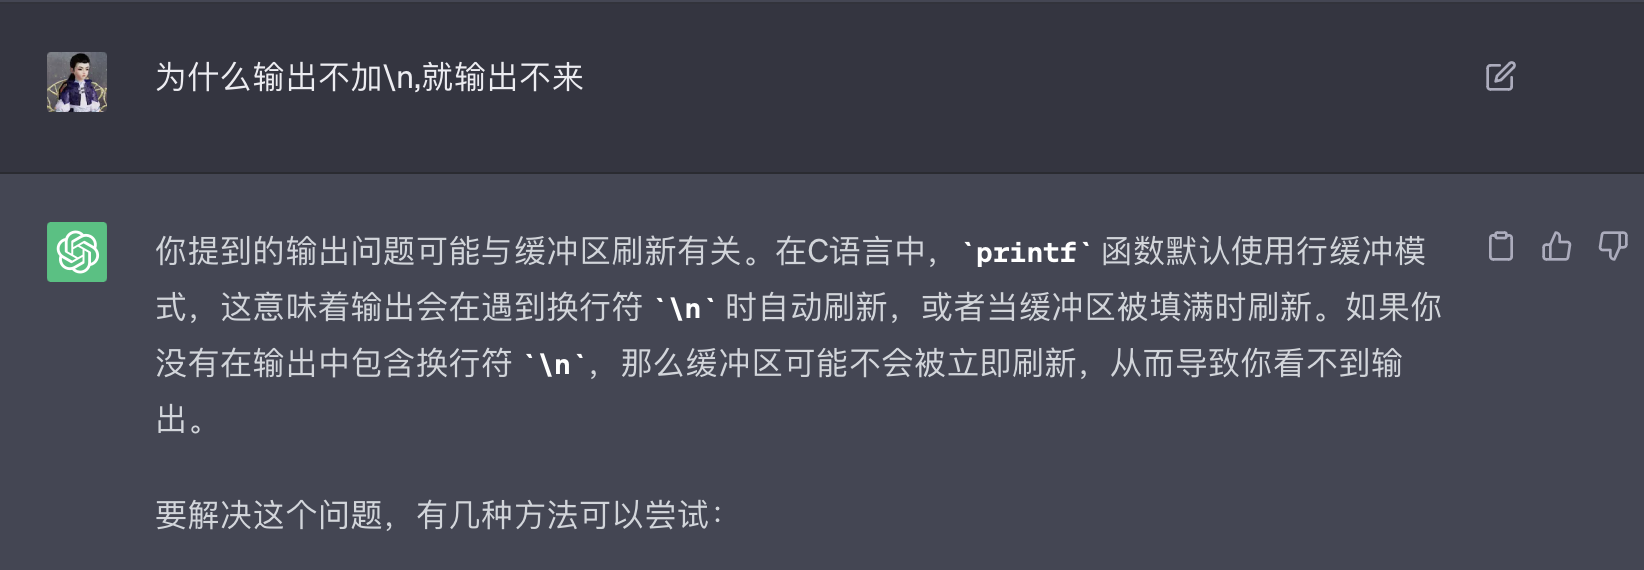 为什么输出不加\n,就输出不来
你提到的输出问题可能与缓冲区刷新有关。在C语言中，`printf` 函数默认使用行缓冲模
式，这意味着输出会在遇到换行符 `\n` 时自动刷新，或者当缓冲区被填满时刷新。如果你
没有在输出中包含换行符 `\n`，那么缓冲区可能不会被立即刷新，从而导致你看不到输
出。
要解决这个问题，有几种方法可以尝试：